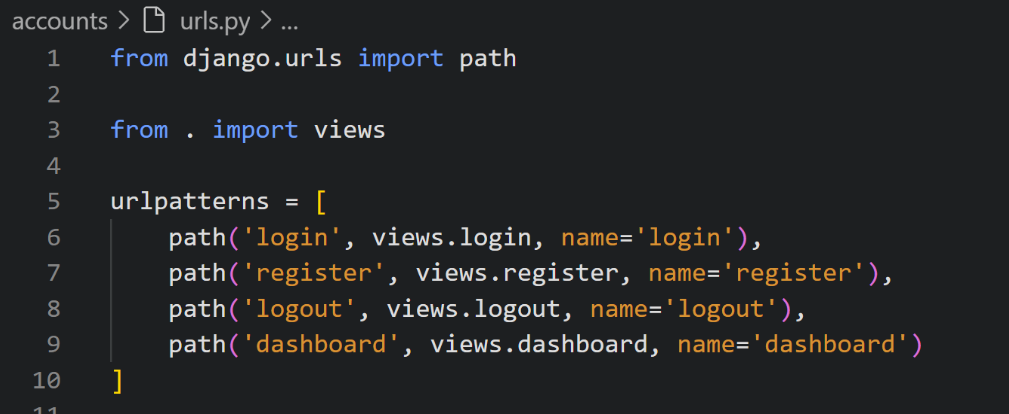 accounts > urls.py > ...
1 from django.urls import path
2
3 from . import views
4
5 urlpatterns = [
6     path('login', views.login, name='login'),
7     path('register', views.register, name='register'),
8     path('logout', views.logout, name='logout'),
9     path('dashboard', views.dashboard, name='dashboard')
10 ]
11